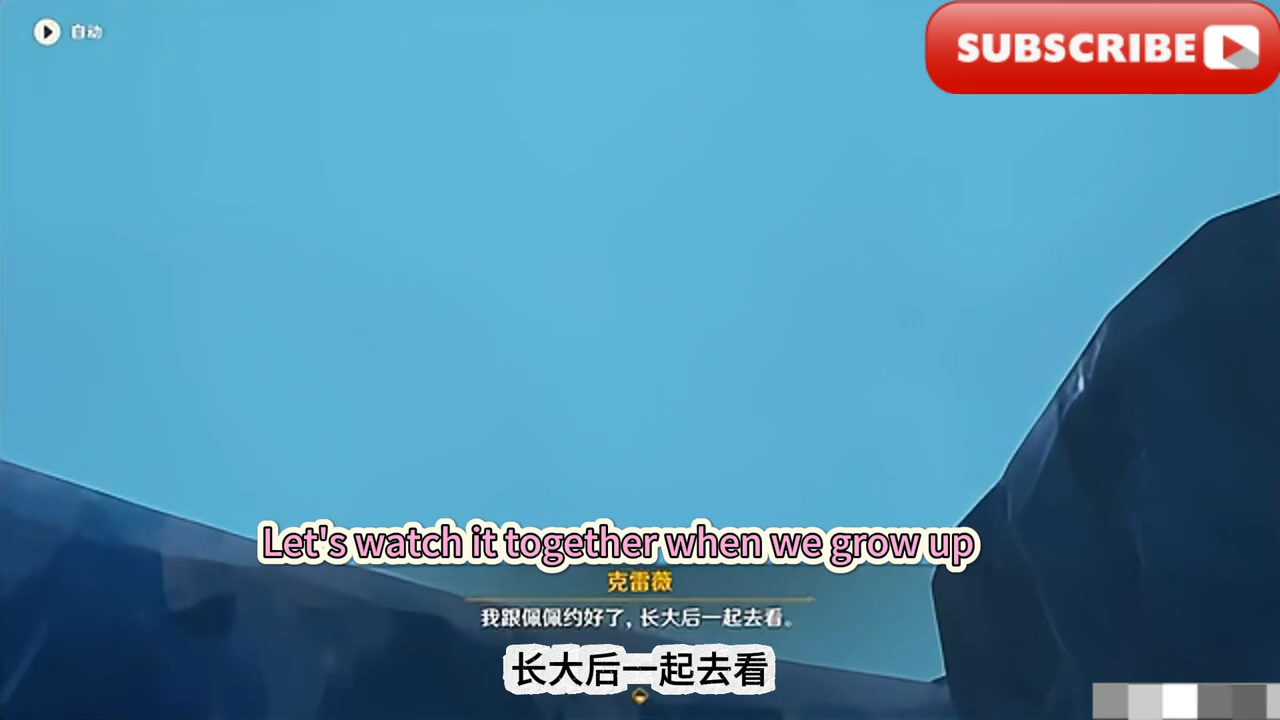 自动
SUBSCRIBE
Let's watch it together when we grow up
克雷薇
我跟佩佩约好了，长大后一起去看。
长大后一起去看